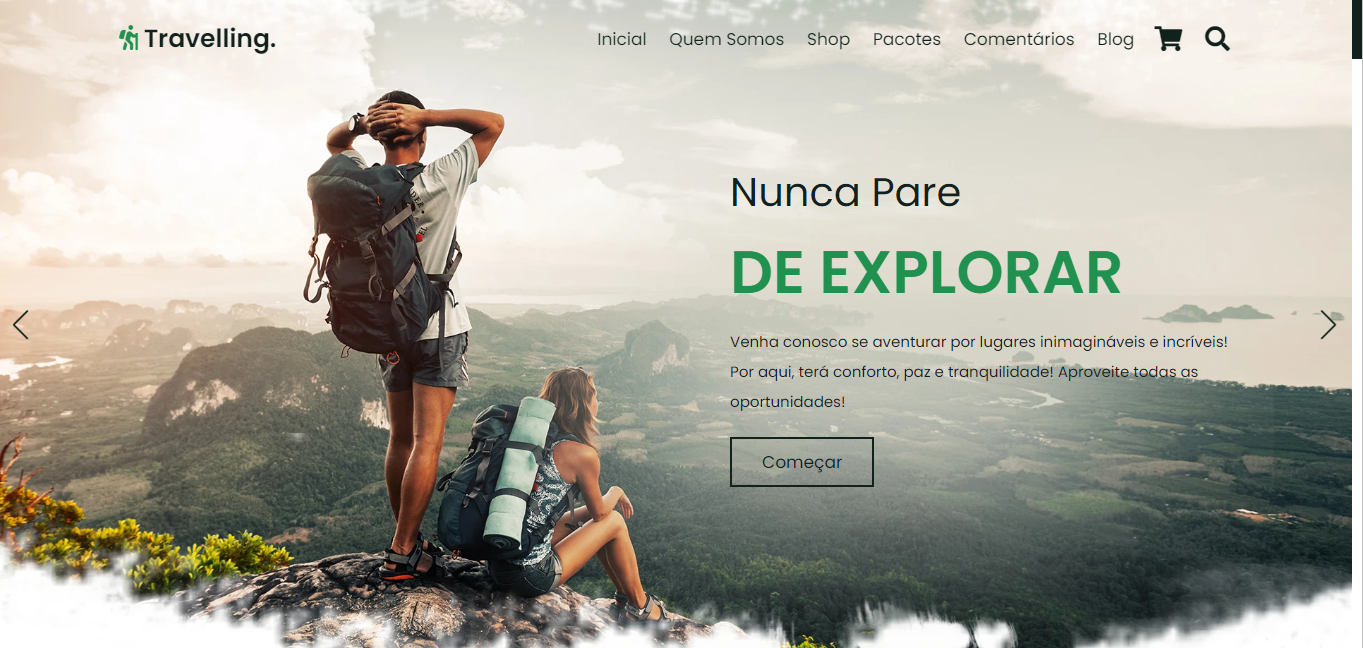 Travelling.
Inicial Quem Somos Shop Pacotes Comentários Blog
Nunca Pare
DE EXPLORAR
Venha conosco se aventurar por lugares inimagináveis e incríveis!
Por aqui, terá conforto, paz e tranquilidade! Aproveite todas as
oportunidades!
Começar